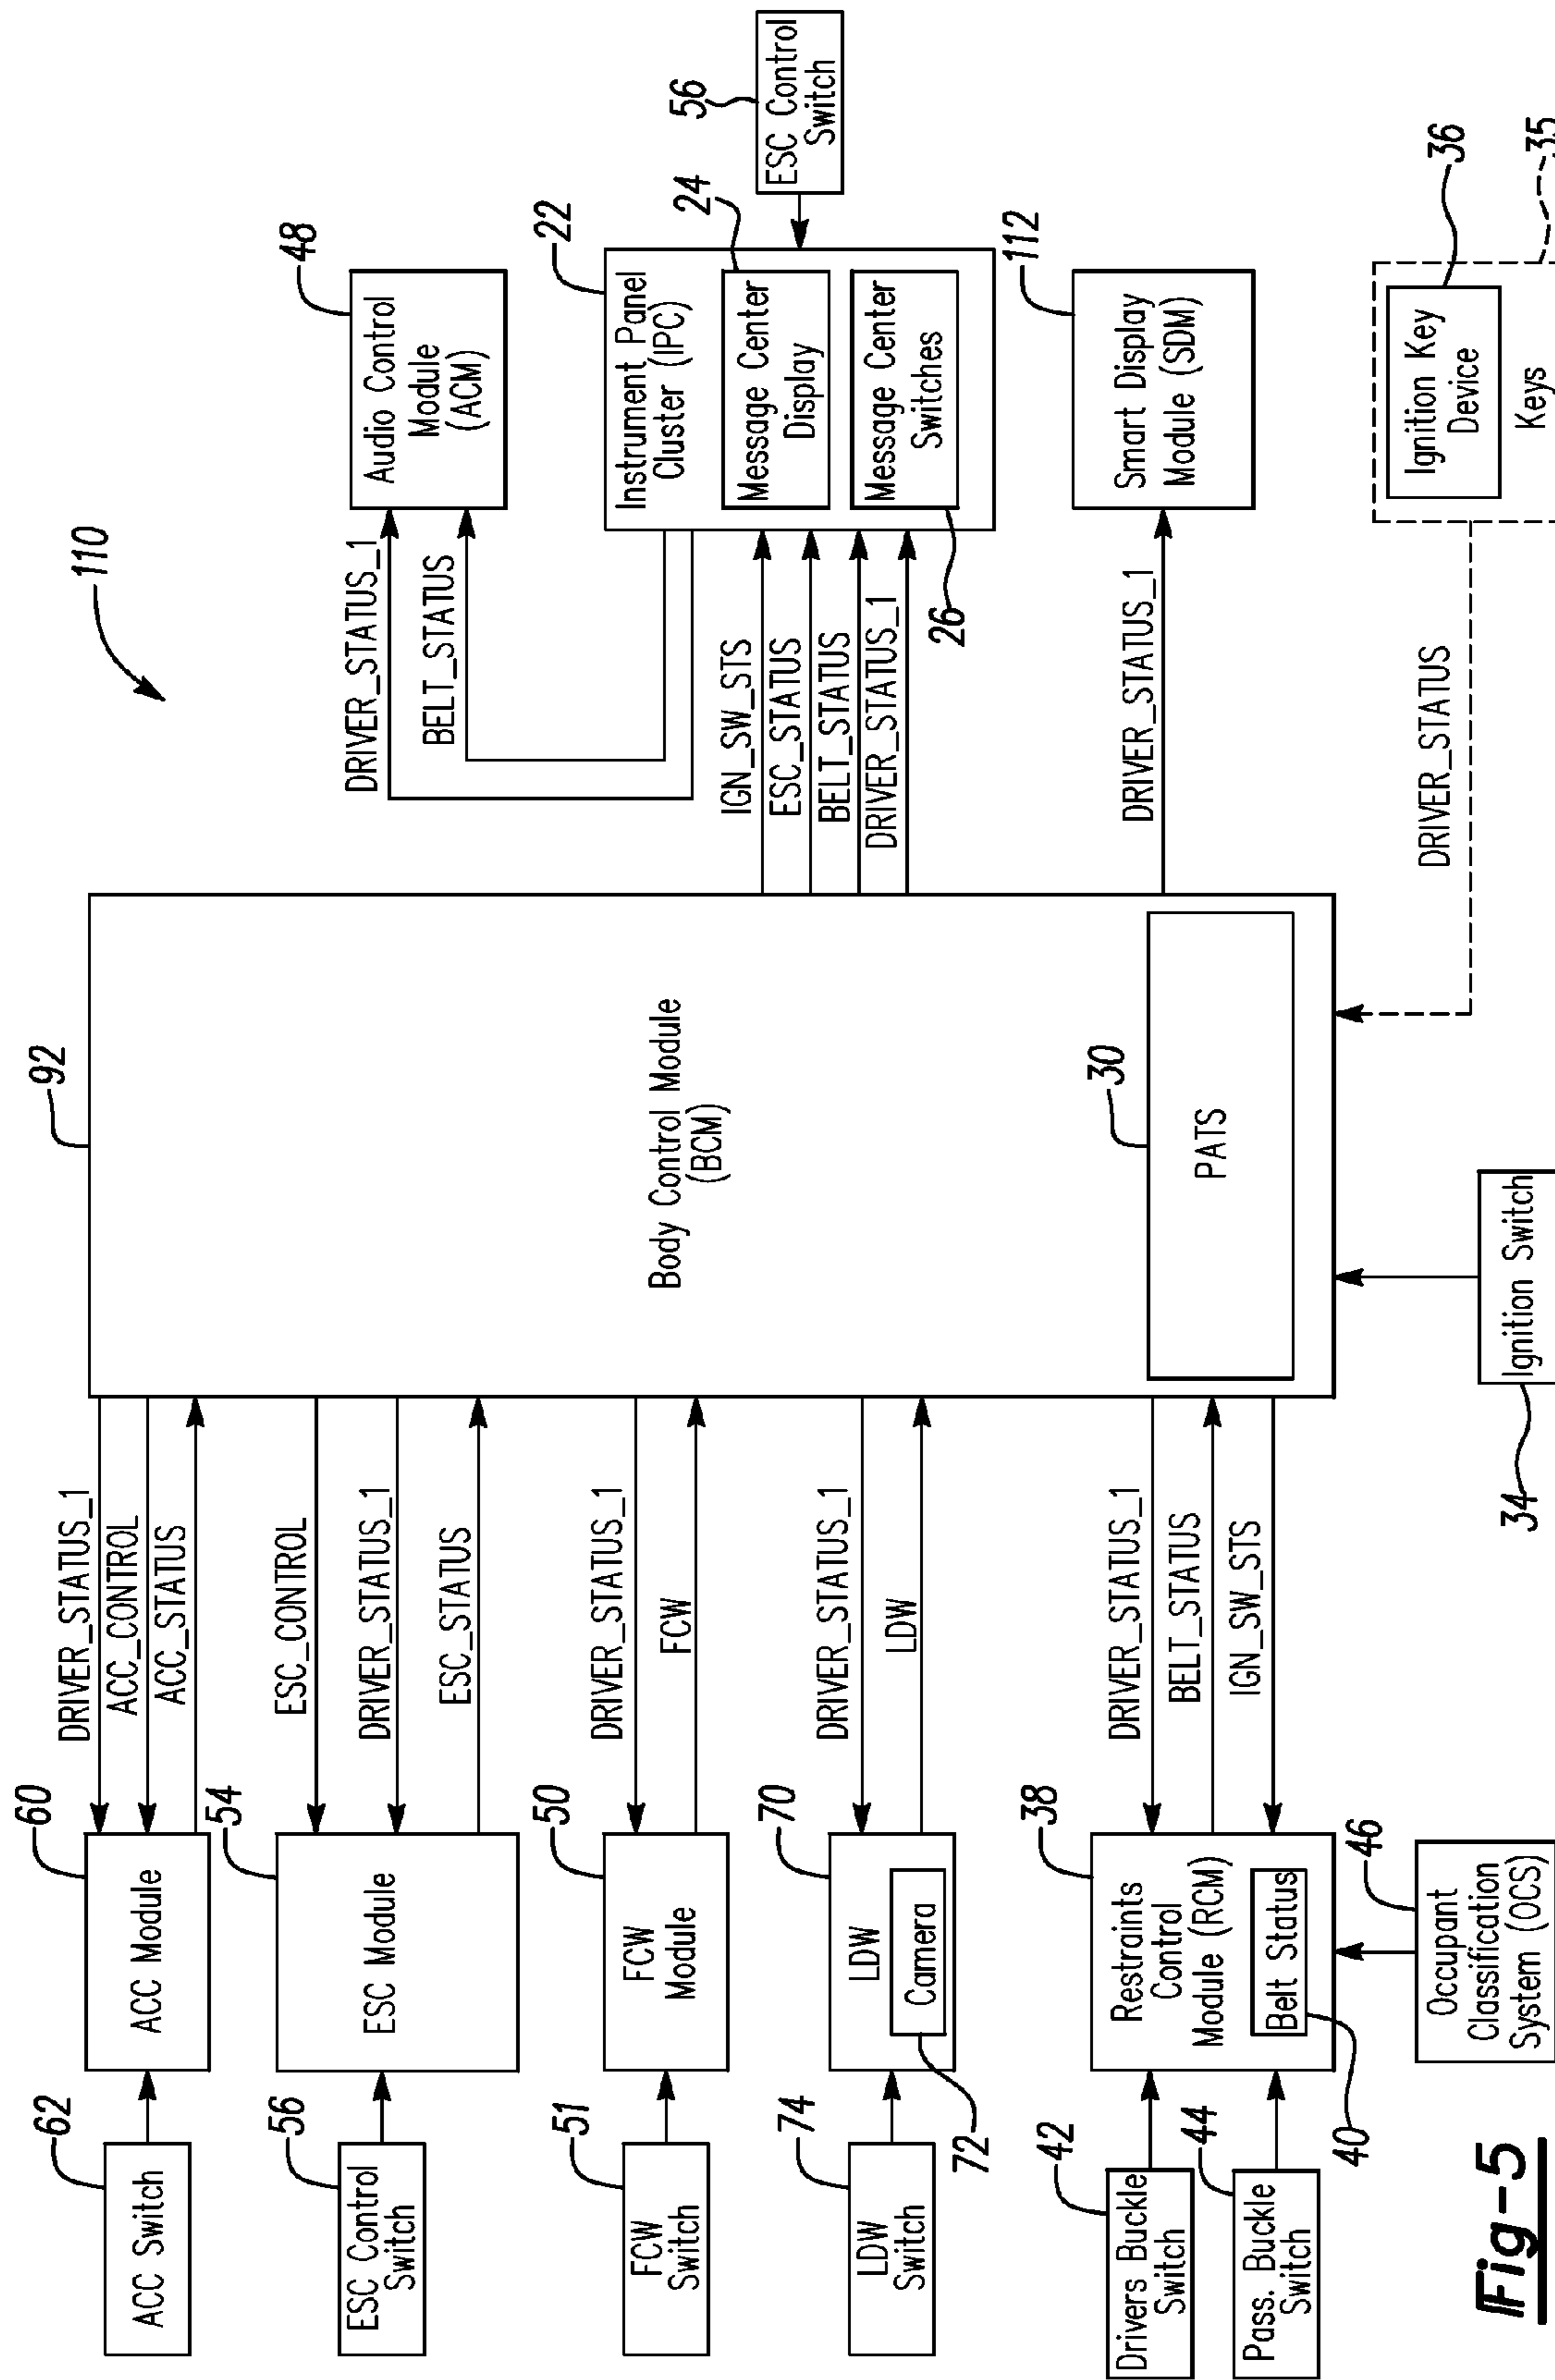 110
62
ACC Switch
60
ACC Module
DRIVER_STATUS_1
ACC_CONTROL
ACC_STATUS
56
ESC Control
Switch
54
ESC Module
ESC_CONTROL
DRIVER_STATUS_1
ESC_STATUS
51
FCW
Switch
50
FCW
Module
DRIVER_STATUS_1
FCW
74
LDW
Switch
70
LDW
Camera
72
DRIVER_STATUS_1
LDW
42
Drivers Buckle
Switch
44
Pass. Buckle
Switch
38
Restraints
Control
Module (RCM)
Belt Status
40
46
Occupant
Classification
System (OCS)
DRIVER_STATUS_1
BELT_STATUS
IGN_SW_STS
92
Body Control Module
(BCM)
30
PATS
34
Ignition Switch
DRIVER_STATUS_1
BELT_STATUS
48
Audio Control
Module
(ACM)
IGN_SW_STS
ESC_STATUS
BELT_STATUS
DRIVER_STATUS_1
22
Instrument Panel
Cluster (IPC)
24
Message Center
Display
Message Center
Switches
26
56
ESC Control
Switch
DRIVER_STATUS_1
112
Smart Display
Module (SDM)
DRIVER_STATUS
36
Ignition Key
Device
Keys
35
Fig-5